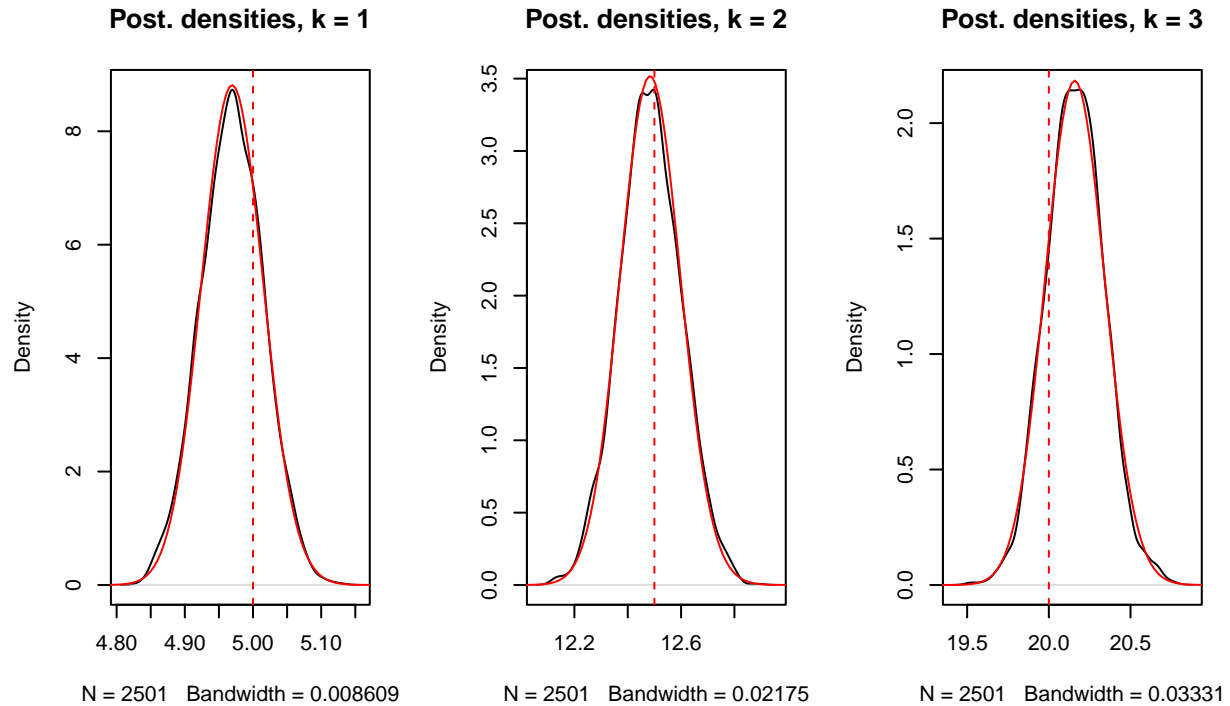 Post. densities, k = 1
Density
0
2
4
6
8
4.80 4.90 5.00 5.10
N = 2501 Bandwidth = 0.008609
Post. densities, k = 2
Density
0.0
0.5
1.0
1.5
2.0
2.5
3.0
3.5
12.2 12.6
N = 2501 Bandwidth = 0.02175
Post. densities, k = 3
Density
0.0
0.5
1.0
1.5
2.0
19.5 20.0 20.5
N = 2501 Bandwidth = 0.03331